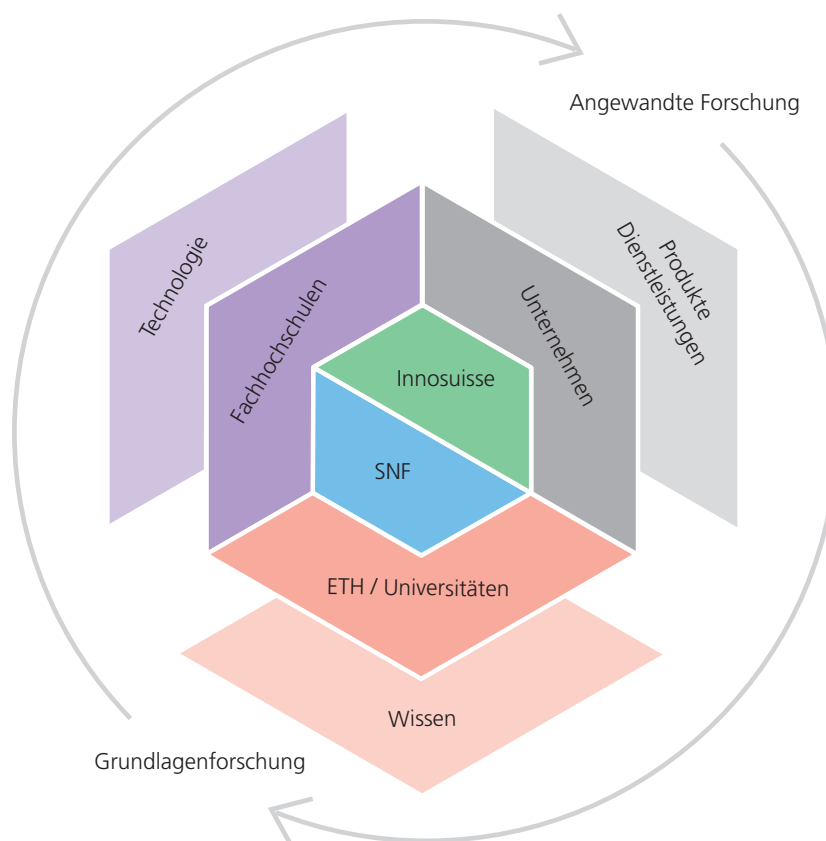 Angewandte Forschung
Technologie
Fachhochschulen
Produkte
Dienstleistungen
Unternehmen
Innosuisse
SNF
ETH / Universitäten
Wissen
Grundlagenforschung